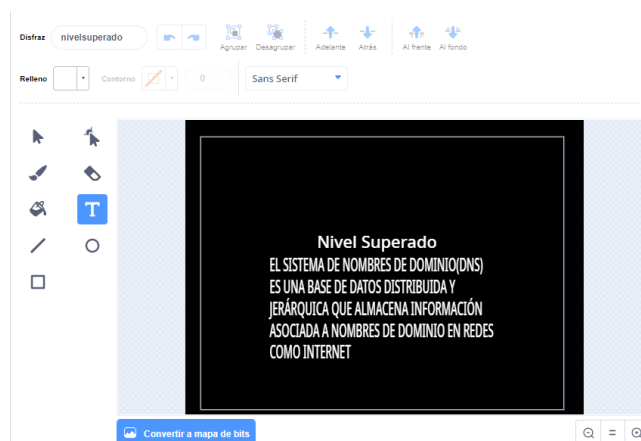 Disfraz
nivelsuperado
Agrupar
Desagrupar
Adelante
Atrás
Al frente
Al fondo
Relleno
Contorno
0
Sans Serif
T
Nivel Superado
EL SISTEMA DE NOMBRES DE DOMINIO(DNS)
ES UNA BASE DE DATOS DISTRIBUIDA Y
JERÁRQUICA QUE ALMACENA INFORMACIÓN
ASOCIADA A NOMBRES DE DOMINIO EN REDES
COMO INTERNET
Convertir a mapa de bits